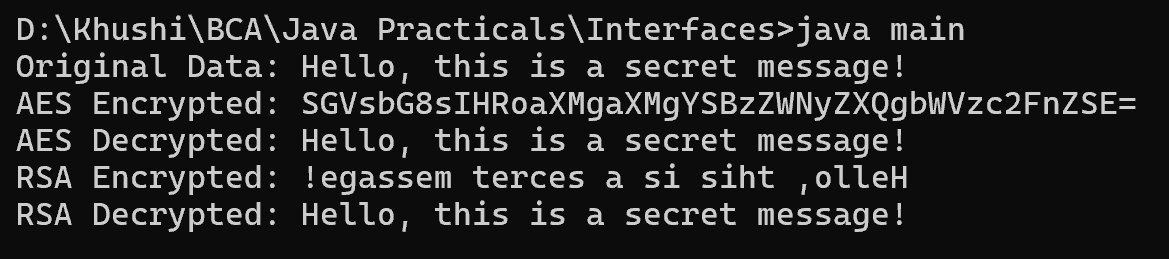 D:\Khushi\BCA\Java Practicals\Interfaces>java main
Original Data: Hello, this is a secret message!
AES Encrypted: SGVsbG8sIHRoaXMgaXMgYSBzZWNyZXQgbWVzc2FnZSE=
AES Decrypted: Hello, this is a secret message!
RSA Encrypted: !egassem terces a si siht ,olleH
RSA Decrypted: Hello, this is a secret message!